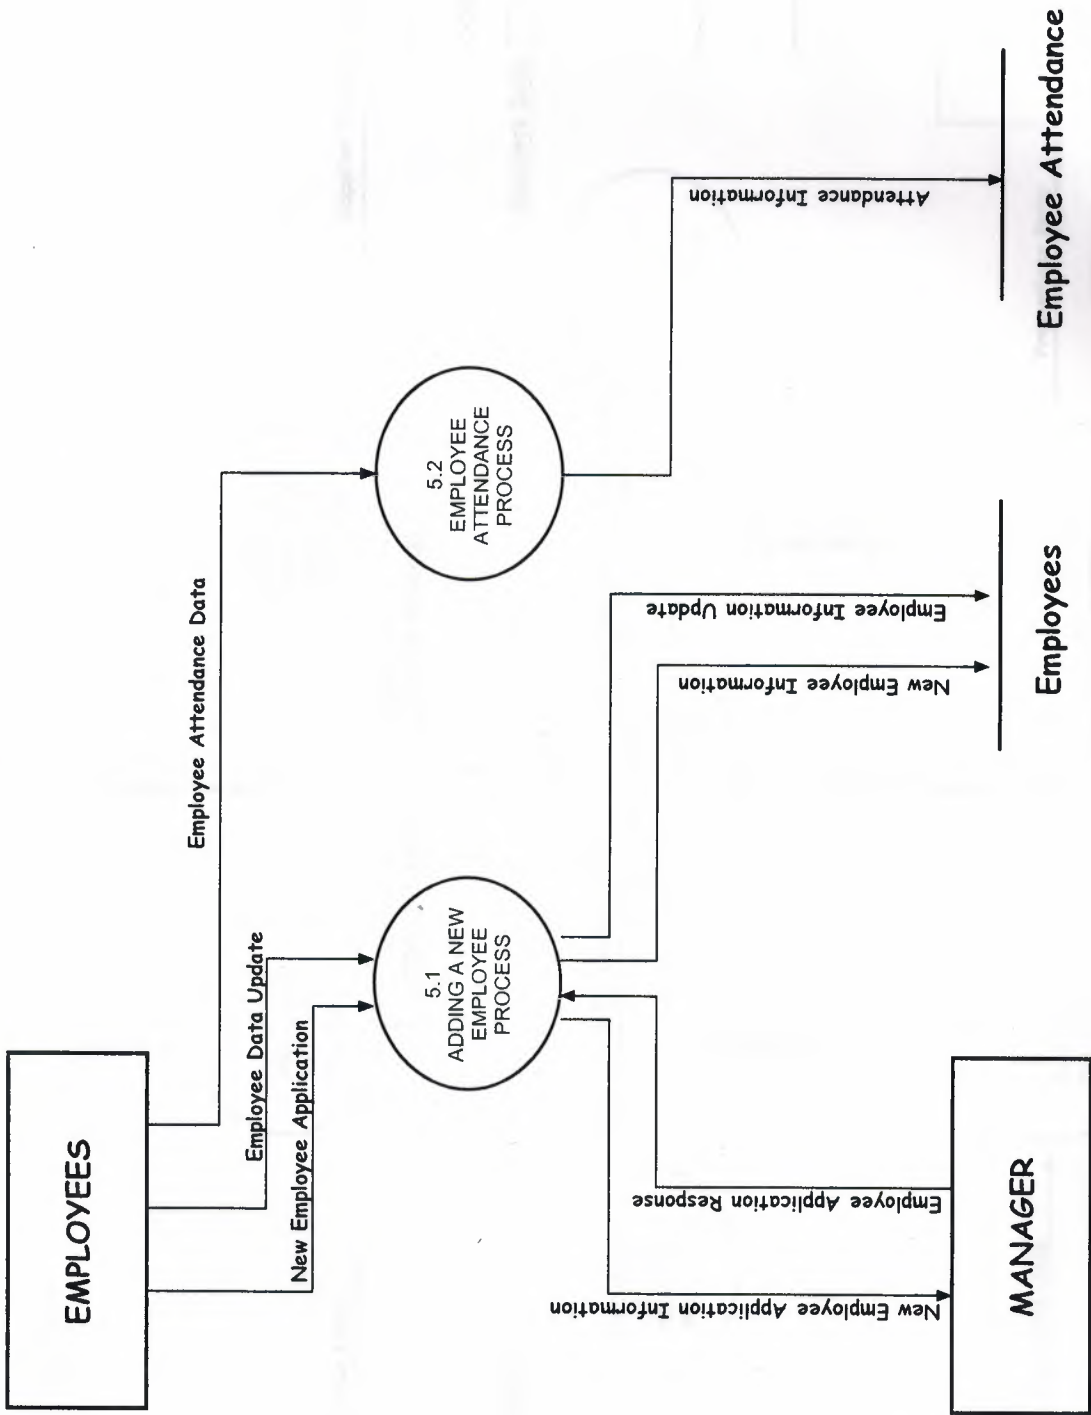 EMPLOYEES
Employee Attendance Data
Employee Data Update
New Employee Application
5.1
ADDING A NEW
EMPLOYEE
PROCESS
5.2
EMPLOYEE
ATTENDANCE
PROCESS
New Employee Application Information
Employee Application Response
New Employee Information
Employee Information Update
Attendance Information
MANAGER
Employees
Employee Attendance